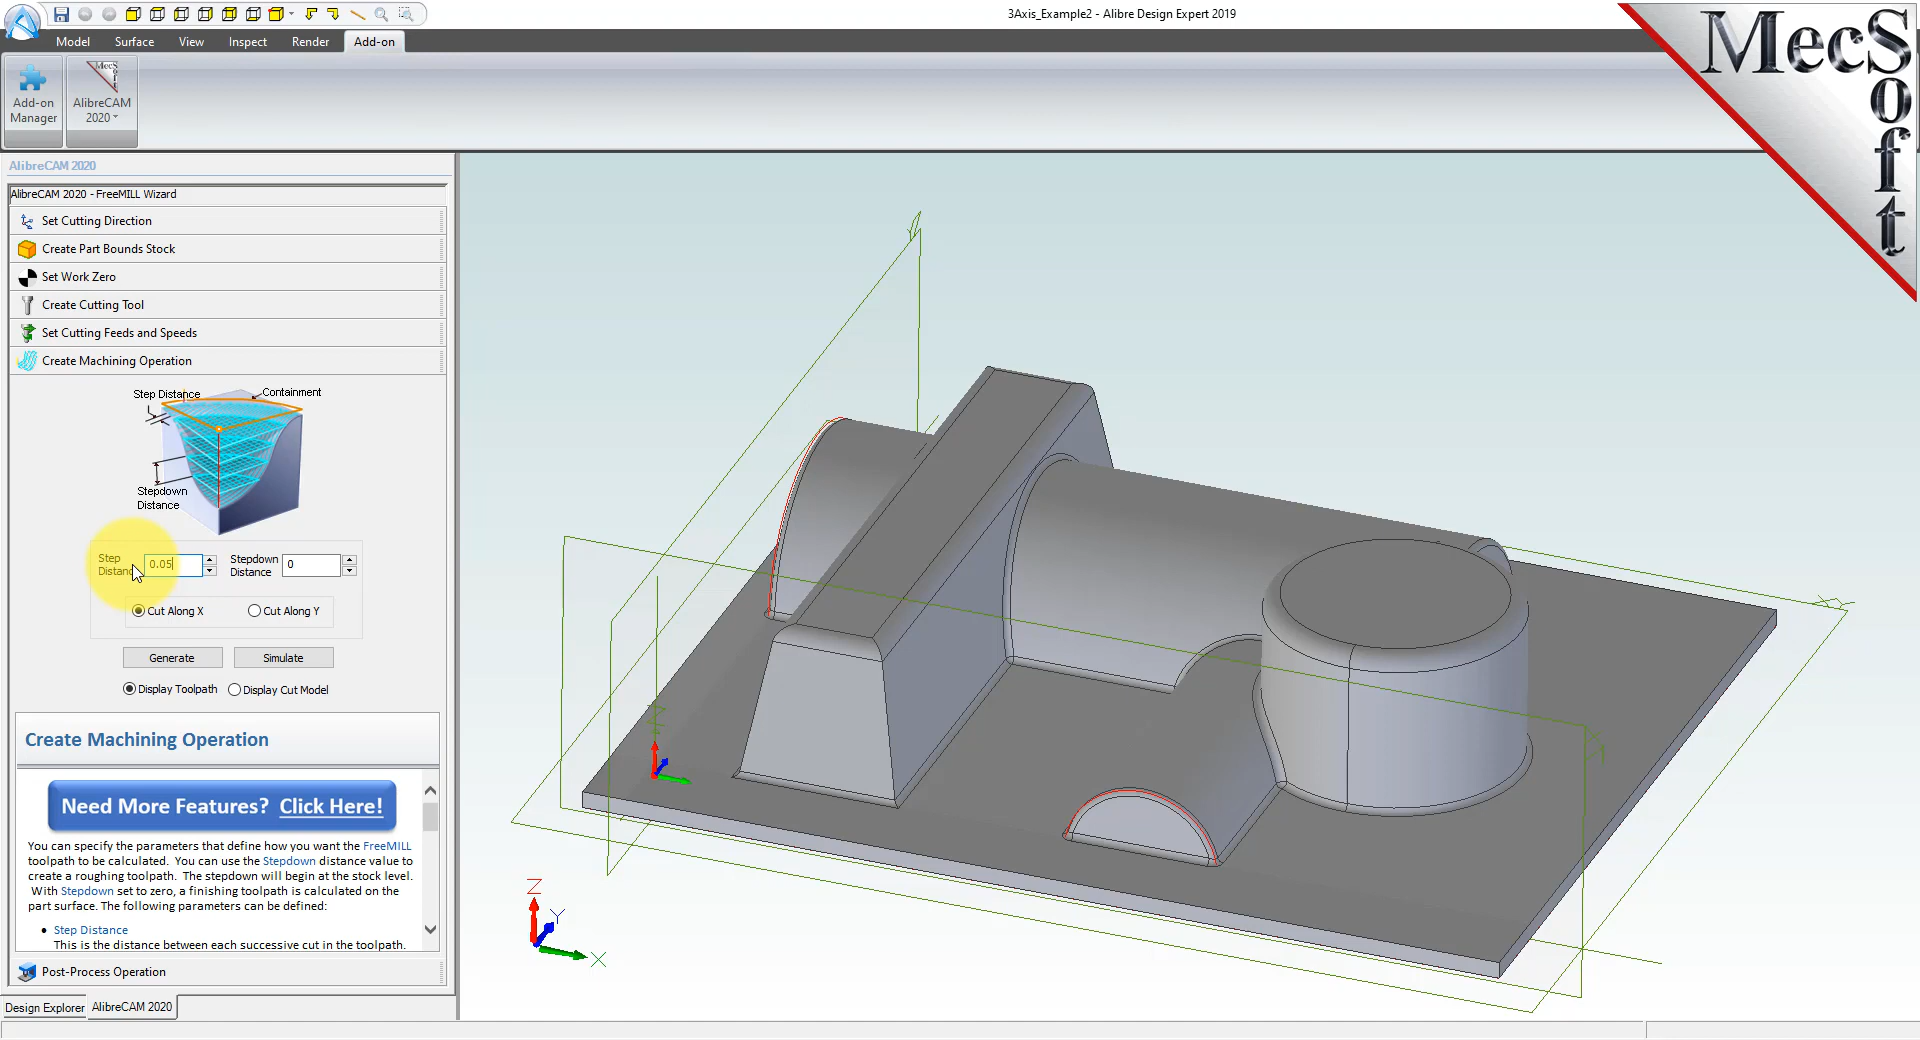 3Axis_Example2 - Alibre Design Expert 2019
Model Surface View Inspect Render Add-on
Add-on
Manager
AlibreCAM
2020
MecSoft
AlibreCAM 2020
AlibreCAM 2020 - FreeMILL Wizard
Set Cutting Direction
Create Part Bounds Stock
Set Work Zero
Create Cutting Tool
Set Cutting Feeds and Speeds
Create Machining Operation
Step Distance
Containment
Stepdown
Distance
Step
Distance
0.05
Stepdown
Distance
0
Cut Along X Cut Along Y
Generate Simulate
Display Toolpath Display Cut Model
Create Machining Operation
Need More Features? Click Here!
You can specify the parameters that define how you want the FreeMILL
toolpath to be calculated. You can use the Stepdown distance value to
create a roughing toolpath. The stepdown will begin at the stock level.
With Stepdown set to zero, a finishing toolpath is calculated on the
part surface. The following parameters can be defined:
• Step Distance
This is the distance between each successive cut in the toolpath.
Post-Process Operation
Design Explorer AlibreCAM 2020
Z
Y
X